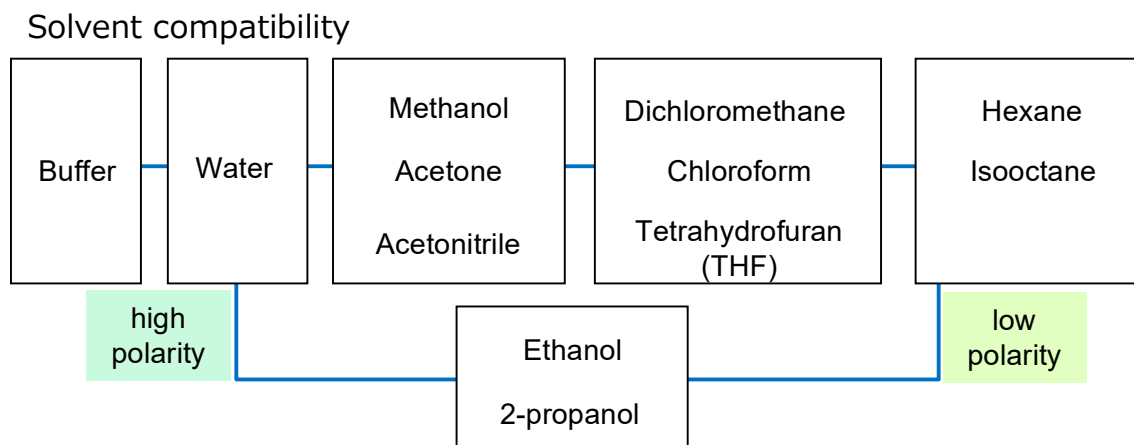 Solvent compatibility
Buffer
Water
Methanol
Acetone
Acetonitrile
Dichloromethane
Chloroform
Tetrahydrofuran
(THF)
Hexane
Isooctane
high
polarity
Ethanol
2-propanol
low
polarity